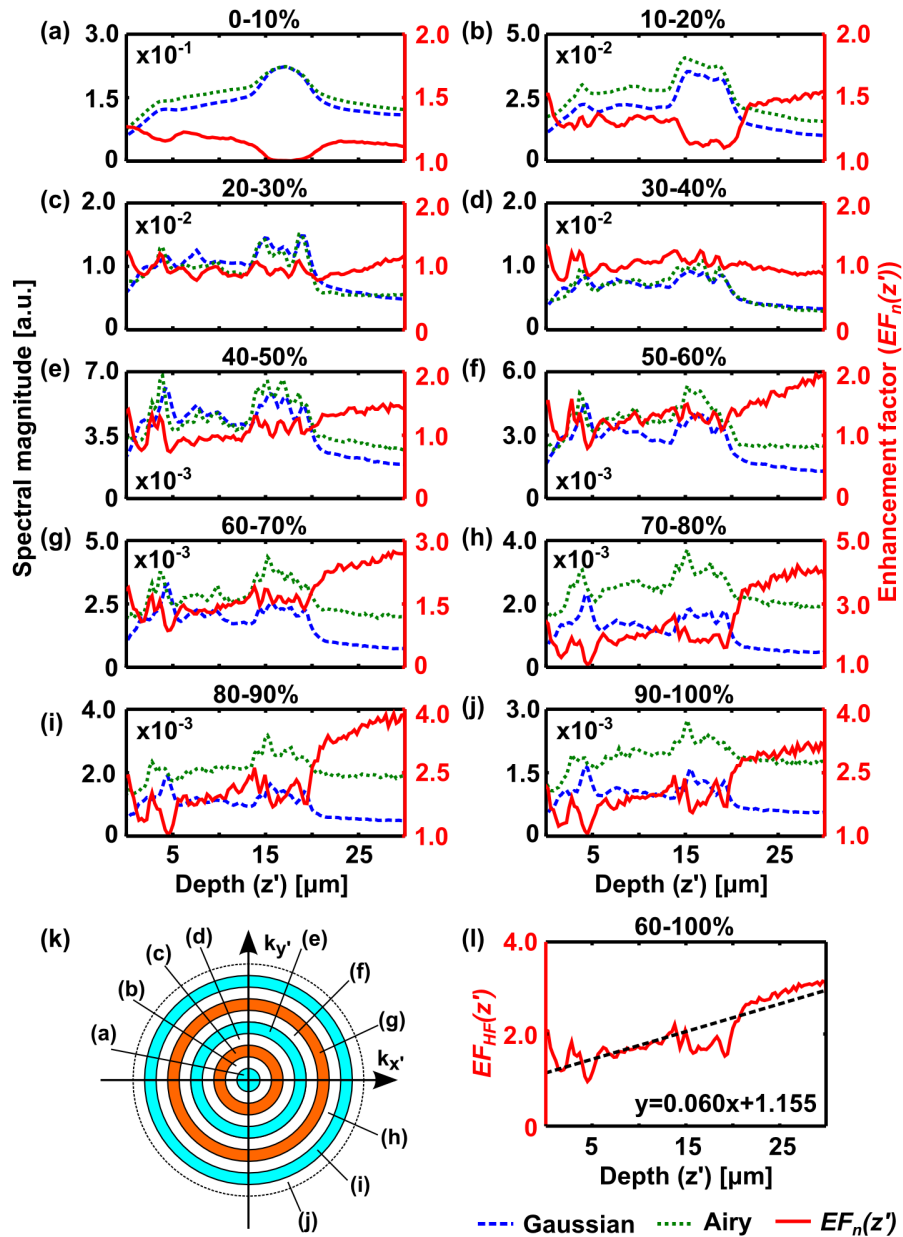 (a) 0-10% (b) 10-20%
3.0 x10⁻¹ 2.0 5.0 x10⁻² 2.0
1.5 1.5 2.5 1.5
0 1.0 0 1.0
(c) 20-30% (d) 30-40%
2.0 x10⁻² 2.0 2.0 x10⁻² 2.0
1.0 1.0 1.0 1.0
0 0 0 0
Spectral magnitude [a.u.]
Enhancement factor (EFₙ(z'))
(e) 40-50% (f) 50-60%
7.0 2.0 6.0 2.0
3.5 1.0 3.0 1.0
0 x10⁻³ 0 0 x10⁻³ 0
(g) 60-70% (h) 70-80%
5.0 x10⁻³ 3.0 4.0 x10⁻³ 5.0
2.5 1.5 2.0 3.0
0 0 0 1.0
(i) 80-90% (j) 90-100%
4.0 x10⁻³ 4.0 3.0 x10⁻³ 4.0
2.0 2.5 1.5 2.5
0 1.0 0 1.0
5 15 25 5 15 25
Depth (z') [µm] Depth (z') [µm]
(k)
(d) k_y' (e)
(c) (f)
(b) (g)
(a) k_x'
(h)
(i)
(j)
(l) 60-100%
4.0
2.0
0
EF_HF(z')
y=0.060x+1.155
5 15 25
Depth (z') [µm]
Gaussian Airy EFₙ(z')